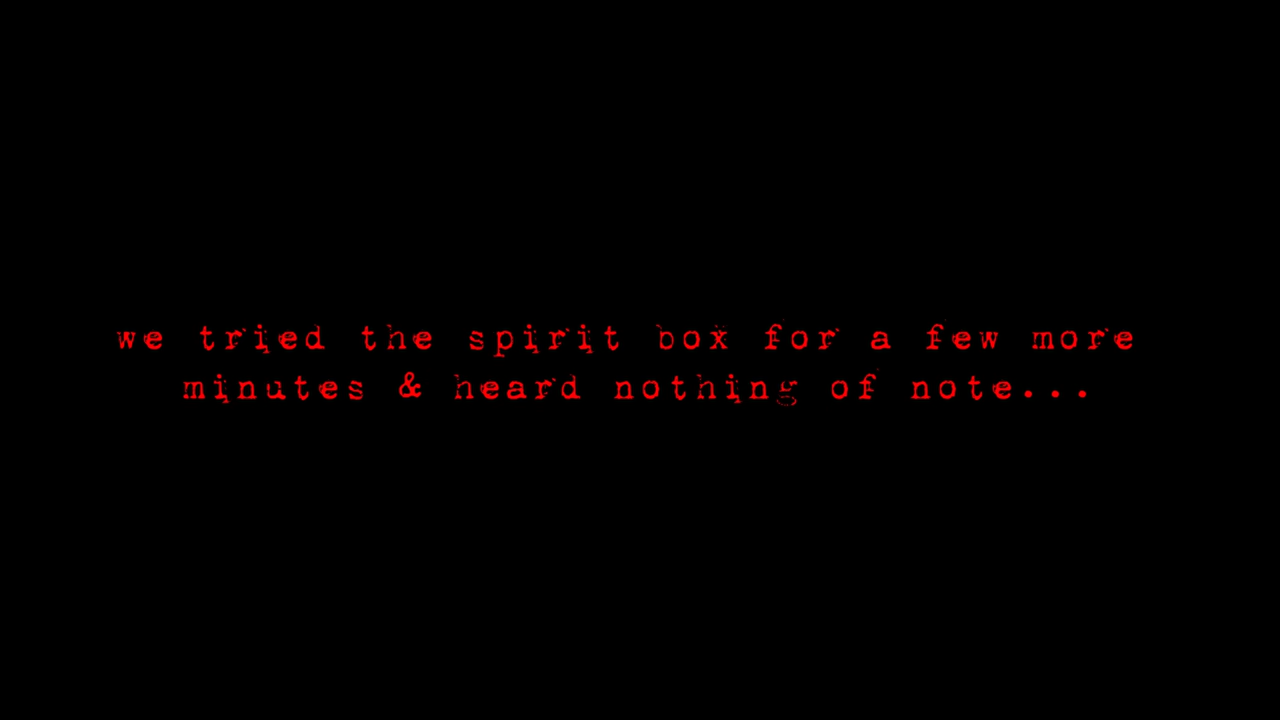 we tried the spirit box for a few more
minutes & heard nothing of note...